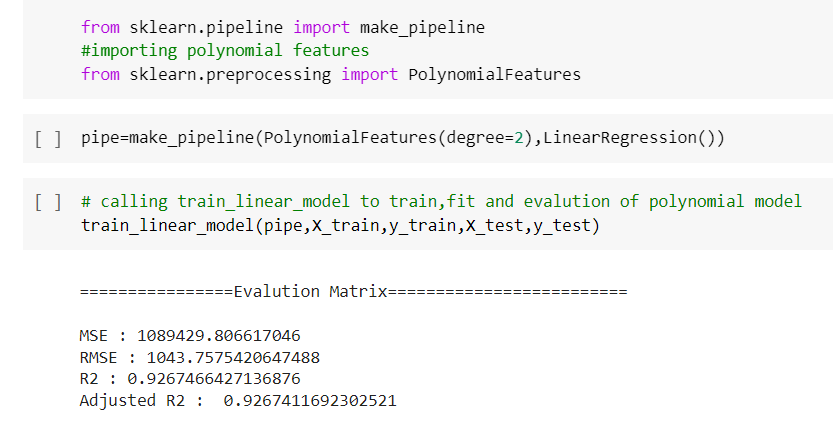 from sklearn.pipeline import make_pipeline
#importing polynomial features
from sklearn.preprocessing import PolynomialFeatures
[ ] pipe=make_pipeline(PolynomialFeatures(degree=2),LinearRegression())
[ ] # calling train_linear_model to train,fit and evalution of polynomial model
train_linear_model(pipe,X_train,y_train,X_test,y_test)
================Evalution Matrix=========================
MSE : 1089429.806617046
RMSE : 1043.7575420647488
R2 : 0.9267466427136876
Adjusted R2 :  0.9267411692302521